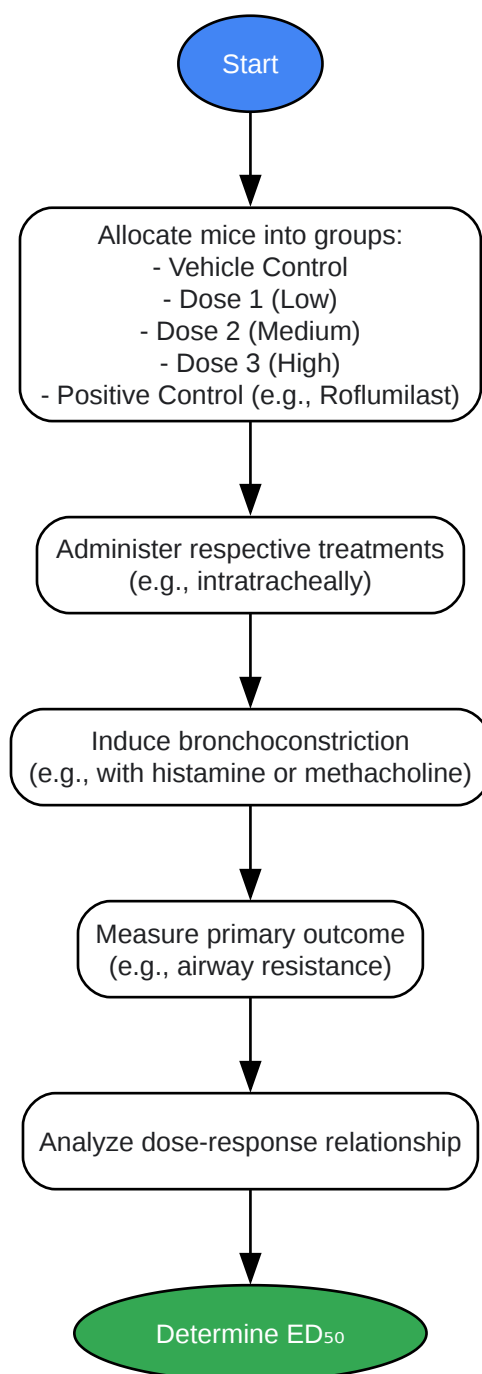 Start
Allocate mice into groups:
- Vehicle Control
- Dose 1 (Low)
- Dose 2 (Medium)
- Dose 3 (High)
- Positive Control (e.g., Roflumilast)
Administer respective treatments
(e.g., intratracheally)
Induce bronchoconstriction
(e.g., with histamine or methacholine)
Measure primary outcome
(e.g., airway resistance)
Analyze dose-response relationship
Determine ED₅₀